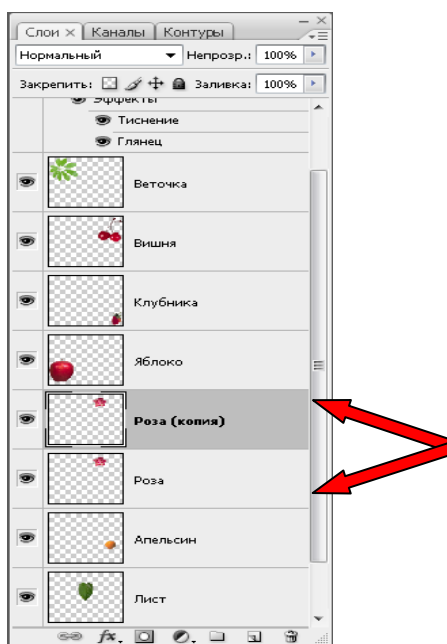 Слои × Каналы Контуры
Нормальный Непрозр.: 100%
Закрепить: Заливка: 100%
Эффекты
Тиснение
Глянец
Веточка
Вишня
Клубника
Яблоко
Роза (копия)
Роза
Апельсин
Лист
fx.